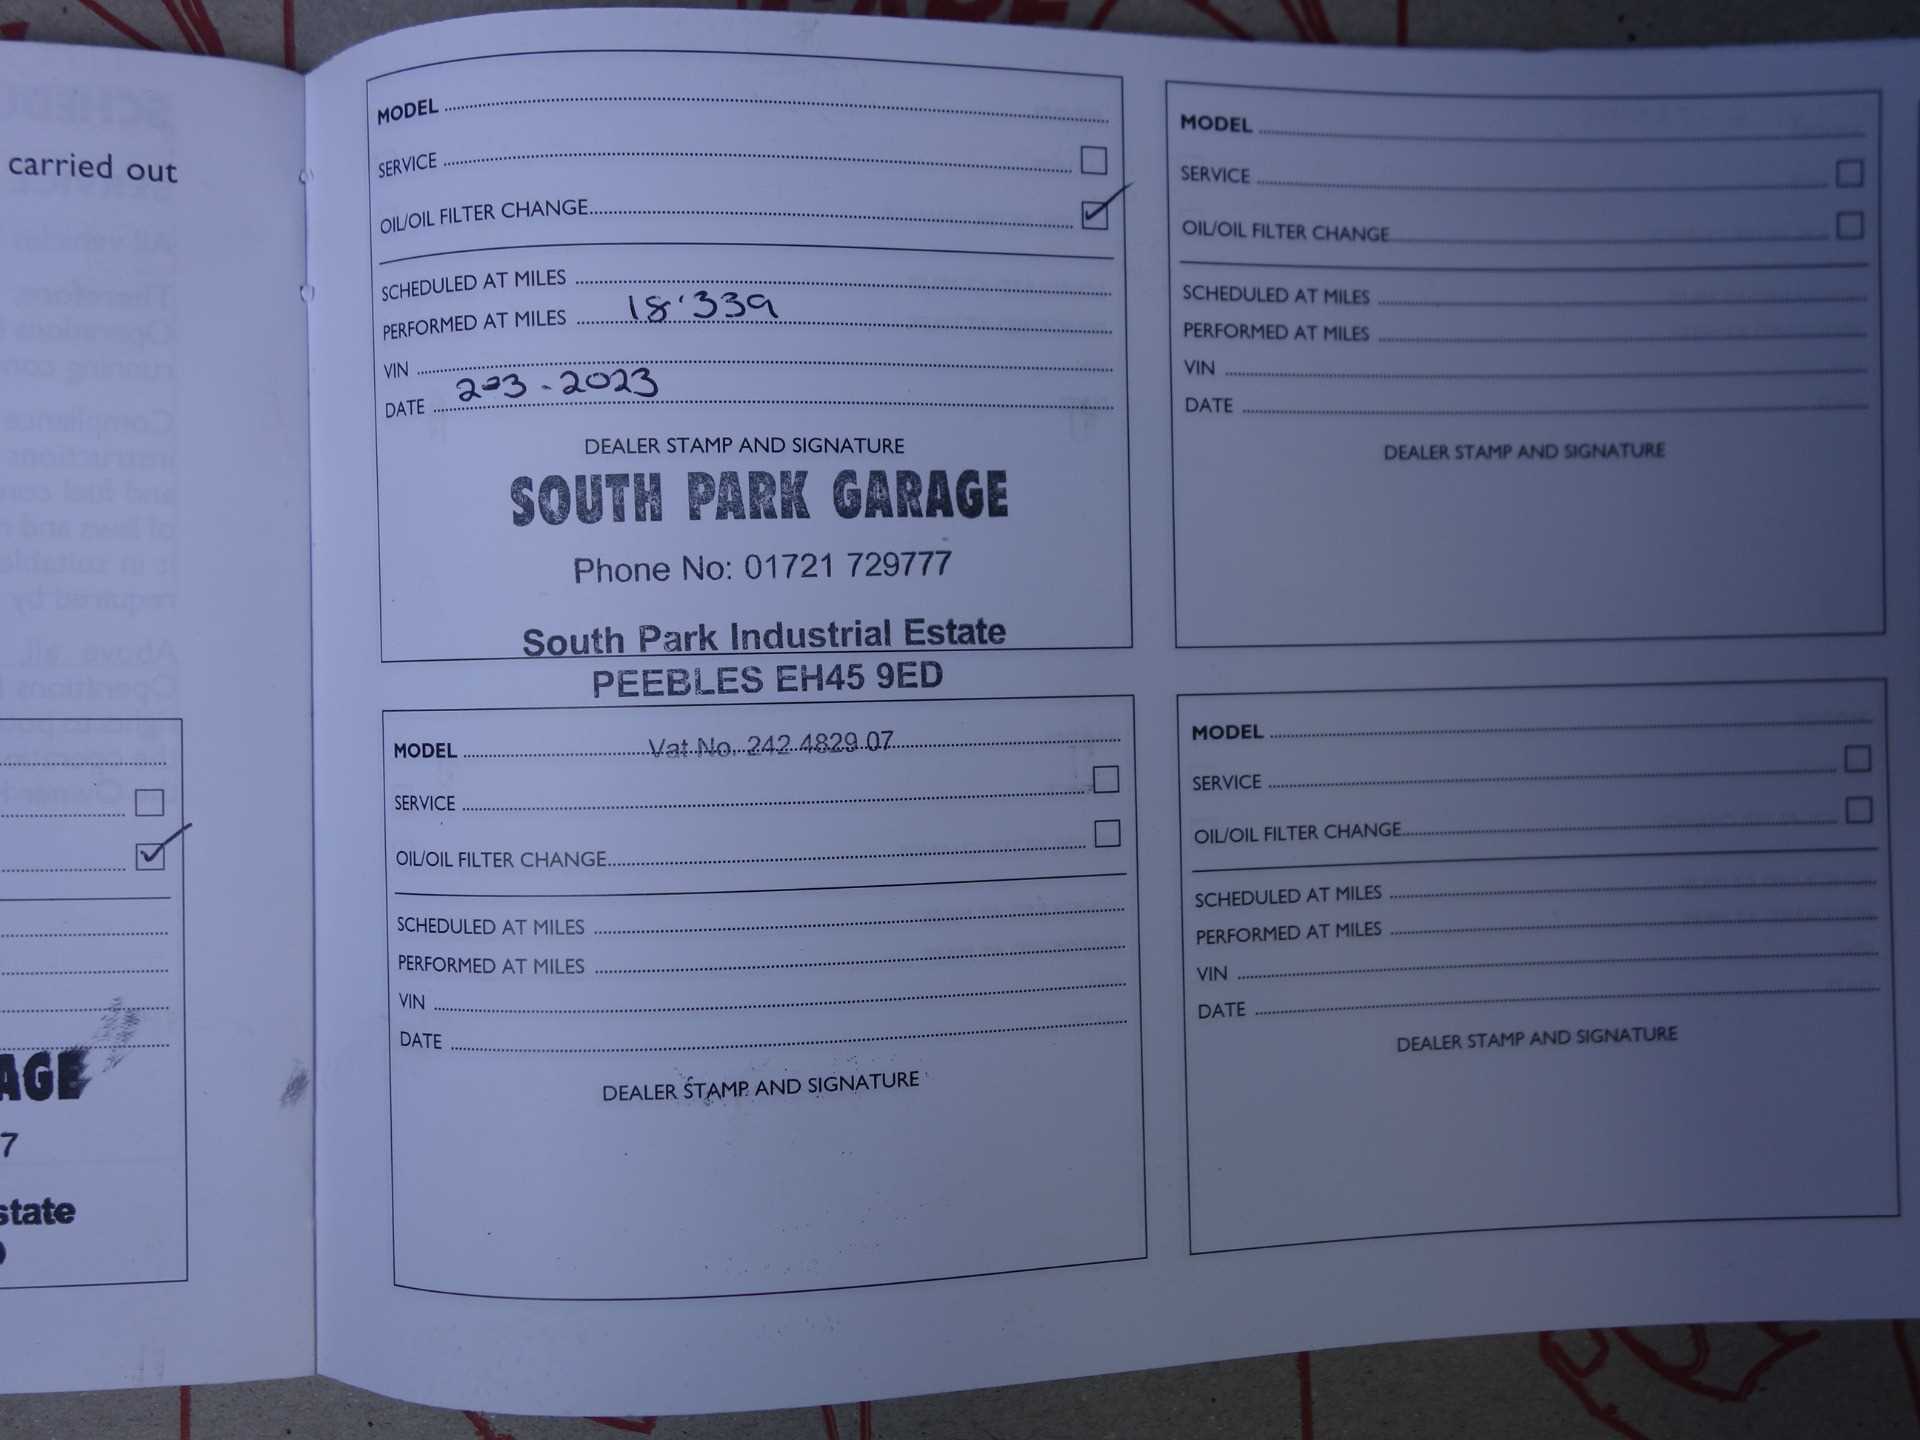 carried out
AGE
7
state
MODEL
SERVICE
OIL/OIL FILTER CHANGE
SCHEDULED AT MILES
PERFORMED AT MILES 18'339
VIN
DATE 2-3-2023
DEALER STAMP AND SIGNATURE
SOUTH PARK GARAGE
Phone No: 01721 729777
South Park Industrial Estate
PEEBLES EH45 9ED
Vat No. 242 4829 07
MODEL
SERVICE
OIL/OIL FILTER CHANGE
SCHEDULED AT MILES
PERFORMED AT MILES
VIN
DATE
DEALER STAMP AND SIGNATURE
MODEL
SERVICE
OIL/OIL FILTER CHANGE
SCHEDULED AT MILES
PERFORMED AT MILES
VIN
DATE
DEALER STAMP AND SIGNATURE
MODEL
SERVICE
OIL/OIL FILTER CHANGE
SCHEDULED AT MILES
PERFORMED AT MILES
VIN
DATE
DEALER STAMP AND SIGNATURE